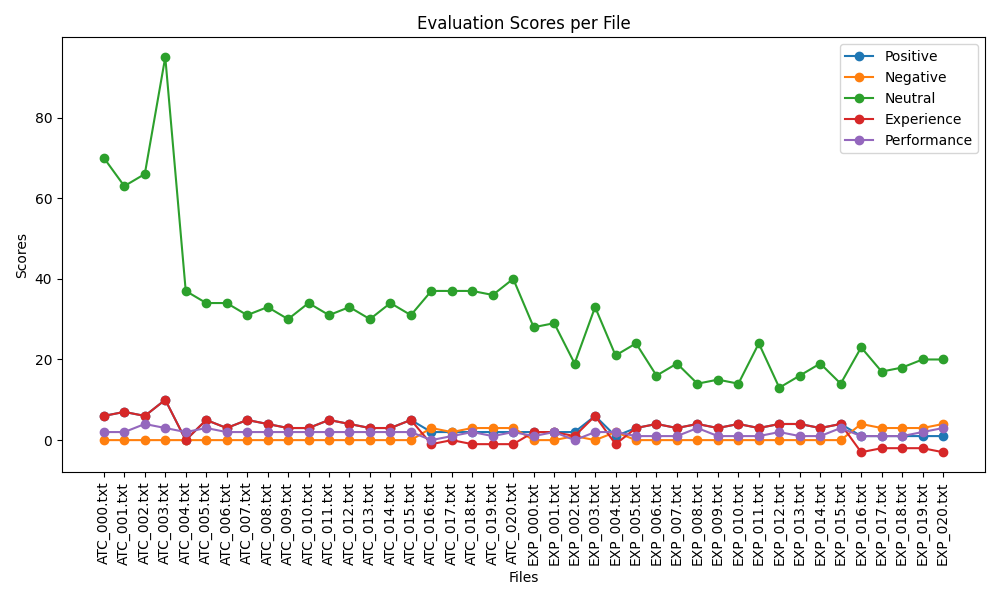 Evaluation Scores per File
Positive
Negative
Neutral
Experience
Performance
Scores
80
60
40
20
0
ATC_000.txt
ATC_001.txt
ATC_002.txt
ATC_003.txt
ATC_004.txt
ATC_005.txt
ATC_006.txt
ATC_007.txt
ATC_008.txt
ATC_009.txt
ATC_010.txt
ATC_011.txt
ATC_012.txt
ATC_013.txt
ATC_014.txt
ATC_015.txt
ATC_016.txt
ATC_017.txt
ATC_018.txt
ATC_019.txt
ATC_020.txt
EXP_000.txt
EXP_001.txt
EXP_002.txt
EXP_003.txt
EXP_004.txt
EXP_005.txt
EXP_006.txt
EXP_007.txt
EXP_008.txt
EXP_009.txt
EXP_010.txt
EXP_011.txt
EXP_012.txt
EXP_013.txt
EXP_014.txt
EXP_015.txt
EXP_016.txt
EXP_017.txt
EXP_018.txt
EXP_019.txt
EXP_020.txt
Files